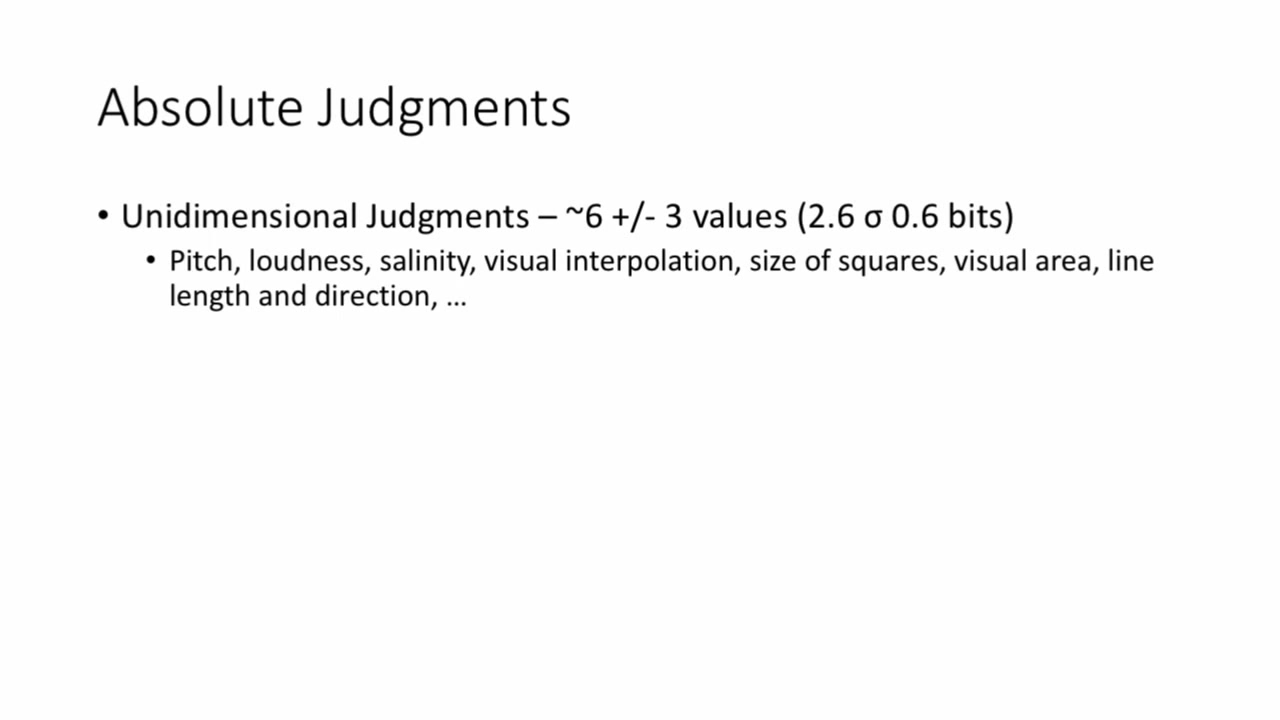 Absolute Judgments
• Unidimensional Judgments – ~6 +/- 3 values (2.6 σ 0.6 bits)
• Pitch, loudness, salinity, visual interpolation, size of squares, visual area, line
length and direction, ...